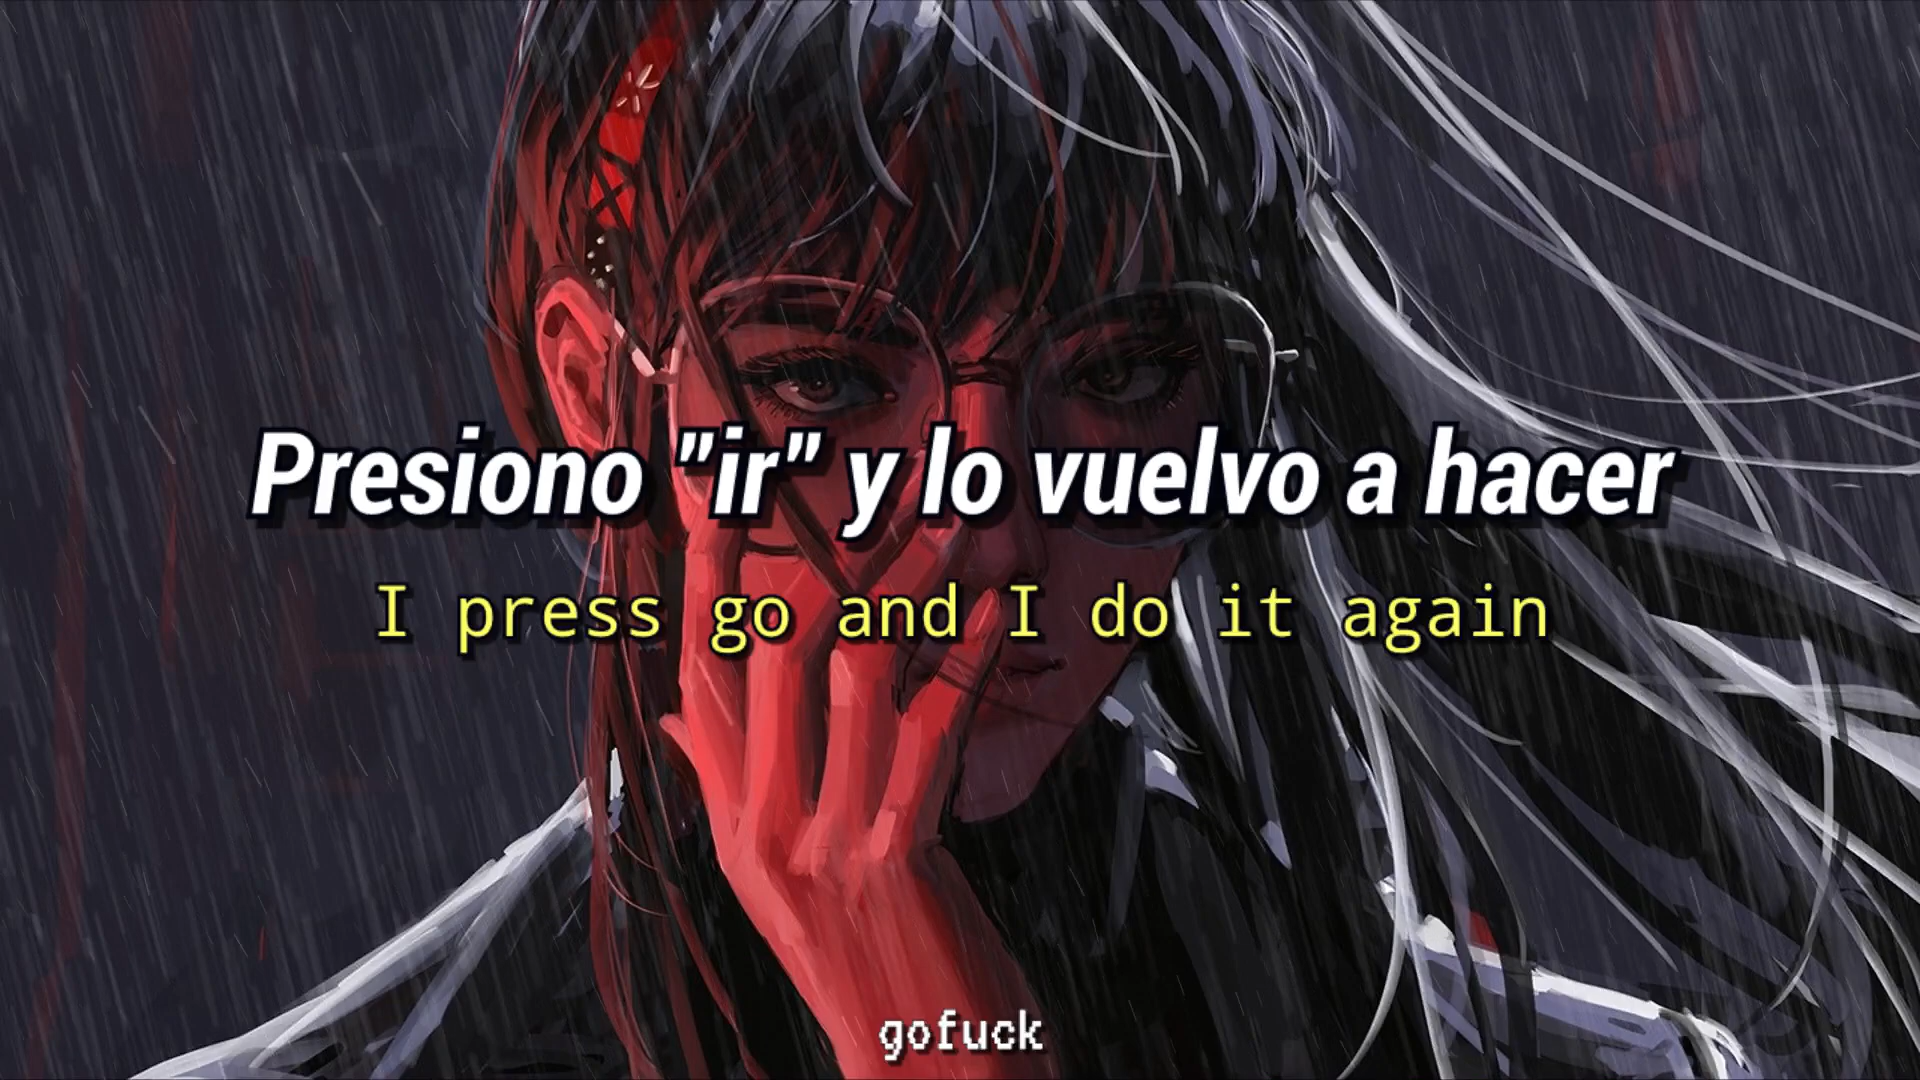 Presiono "ir" y lo vuelvo a hacer
I press go and I do it again
gofuck